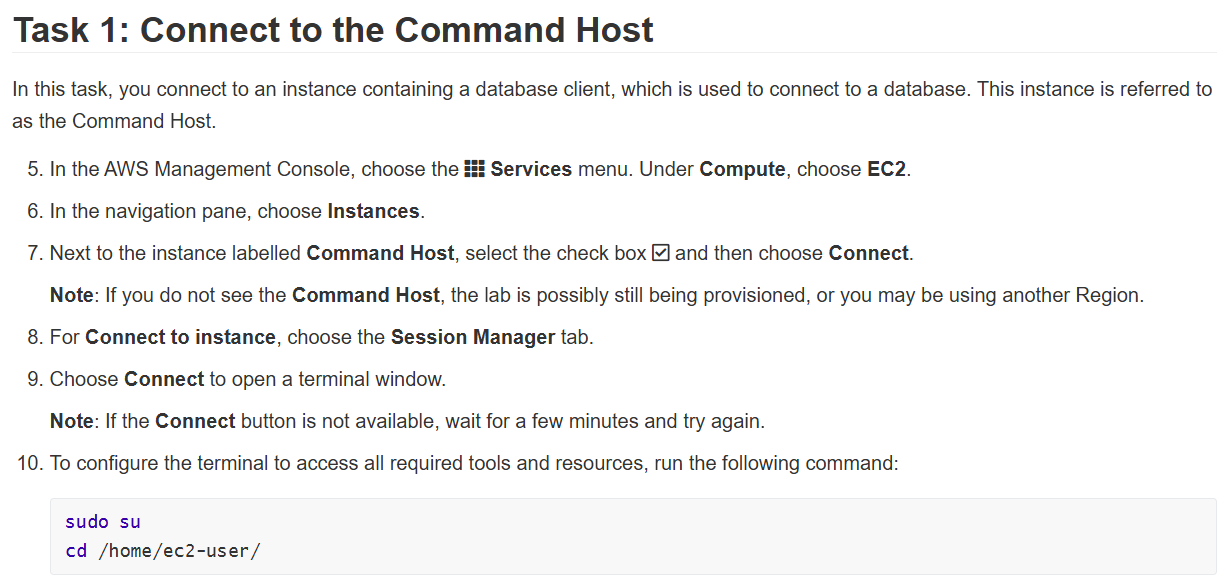 Task 1: Connect to the Command Host
In this task, you connect to an instance containing a database client, which is used to connect to a database. This instance is referred to
as the Command Host.
5. In the AWS Management Console, choose the Services menu. Under Compute, choose EC2.
6. In the navigation pane, choose Instances.
7. Next to the instance labelled Command Host, select the check box and then choose Connect.
Note: If you do not see the Command Host, the lab is possibly still being provisioned, or you may be using another Region.
8. For Connect to instance, choose the Session Manager tab.
9. Choose Connect to open a terminal window.
Note: If the Connect button is not available, wait for a few minutes and try again.
10. To configure the terminal to access all required tools and resources, run the following command:
sudo su
cd /home/ec2-user/